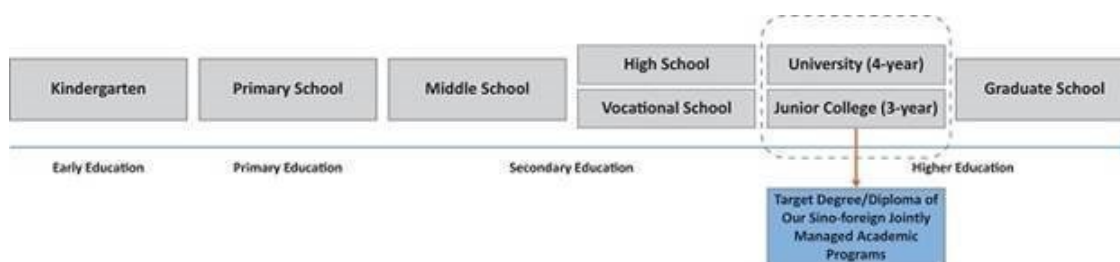 Kindergarten
Primary School
Middle School
High School
Vocational School
University (4-year)
Junior College (3-year)
Graduate School
Early Education
Primary Education
Secondary Education
Higher Education
Target Degree/Diploma of
Our Sino-foreign Jointly
Managed Academic
Programs